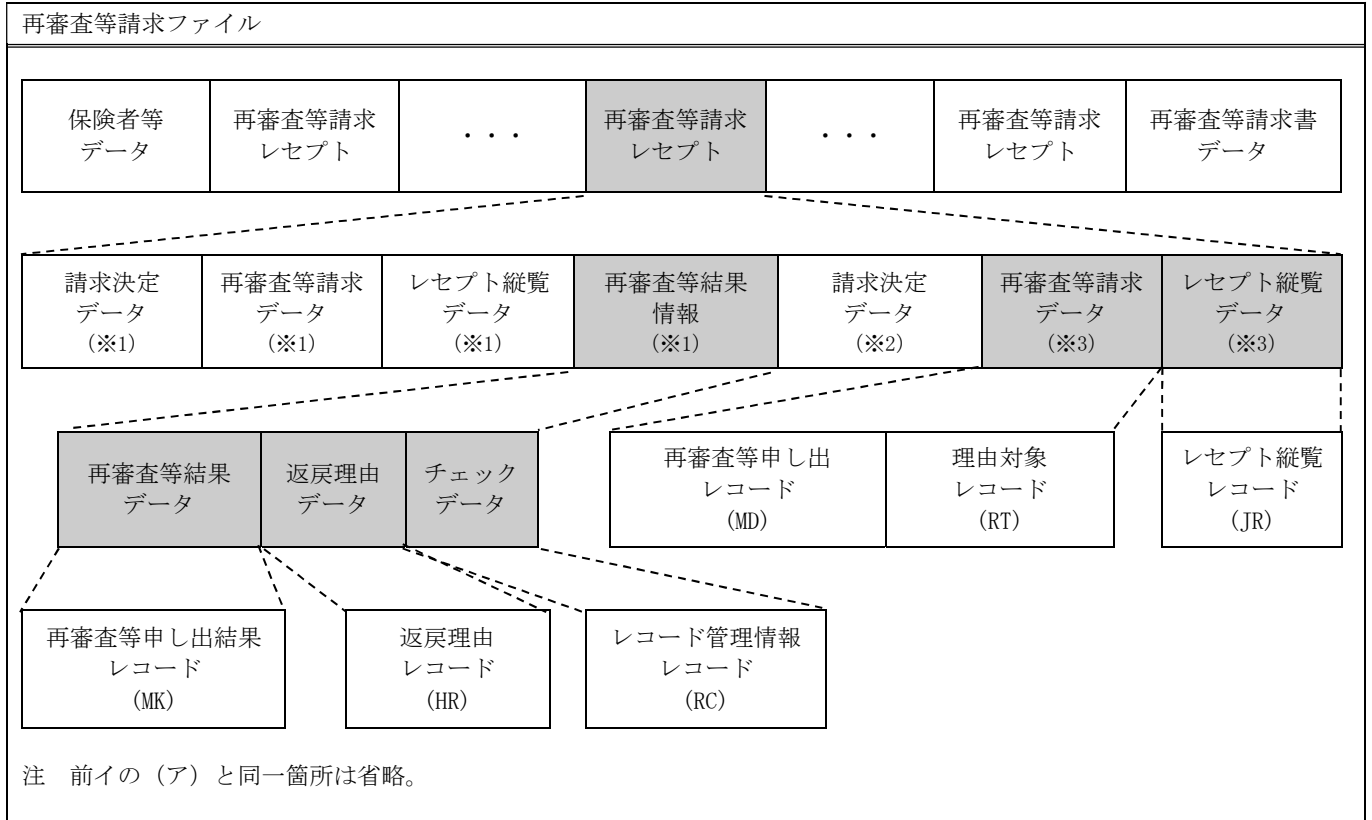 再審査等請求ファイル
保険者等
データ
再審査等請求
レセプト
・・・
再審査等請求
レセプト
・・・
再審査等請求
レセプト
再審査等請求書
データ
請求決定
データ
(※1)
再審査等請求
データ
(※1)
レセプト縦覧
データ
(※1)
再審査等結果
情報
(※1)
請求決定
データ
(※2)
再審査等請求
データ
(※3)
レセプト縦覧
データ
(※3)
再審査等結果
データ
返戻理由
データ
チェック
データ
再審査等申し出
レコード
(MD)
理由対象
レコード
(RT)
レセプト縦覧
レコード
(JR)
再審査等申し出結果
レコード
(MK)
返戻理由
レコード
(HR)
レコード管理情報
レコード
(RC)
注　前イの（ア）と同一箇所は省略。